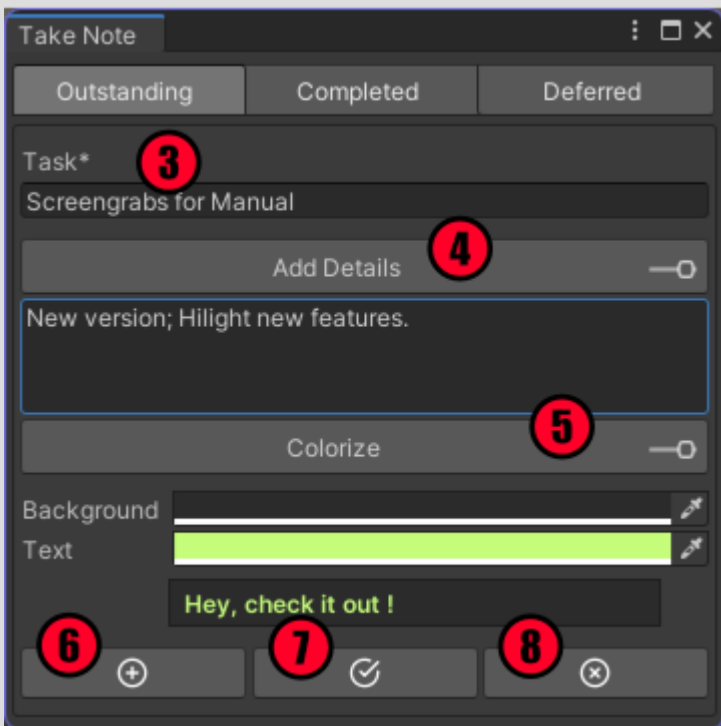 Take Note
Outstanding Completed Deferred
Task* 3
Screengrabs for Manual
4
Add Details
New version; Hilight new features.
5
Colorize
Background
Text
Hey, check it out !
6 7 8